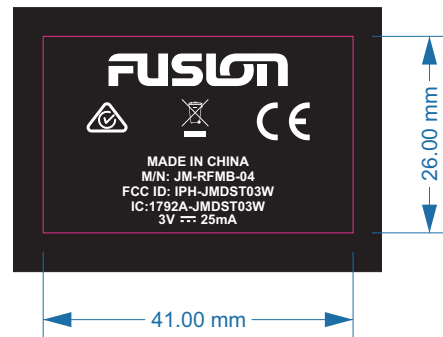 FUSION
CE
MADE IN CHINA
M/N: JM-RFMB-04
FCC ID: IPH-JMDST03W
IC:1792A-JMDST03W
3V ⎓ 25mA
26.00 mm
41.00 mm